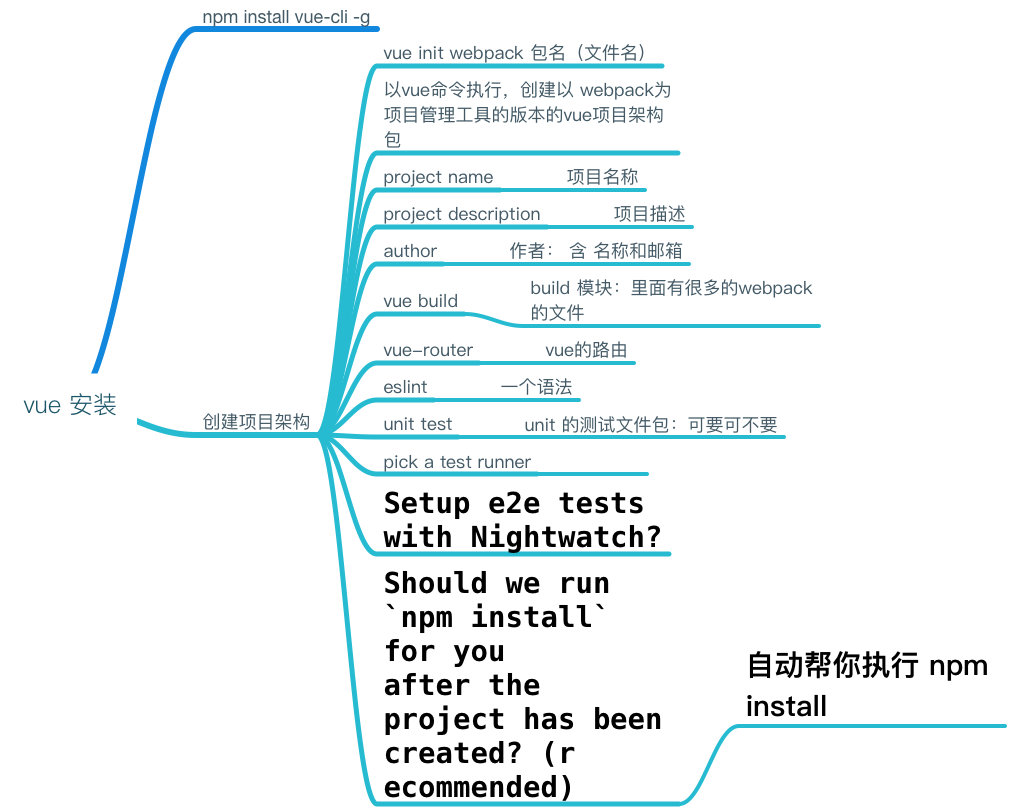 npm install vue-cli -g
vue init webpack 包名（文件名）
以vue命令执行，创建以 webpack为
项目管理工具的版本的vue项目架构
包
project name 项目名称
project description 项目描述
author 作者： 含 名称和邮箱
build 模块：里面有很多的webpack
的文件
vue build
vue-router vue的路由
eslint 一个语法
vue 安装
创建项目架构
unit test unit 的测试文件包：可要可不要
pick a test runner
Setup e2e tests
with Nightwatch?
Should we run
`npm install`
for you
after the
project has been
created? (r
ecommended)
自动帮你执行 npm
install